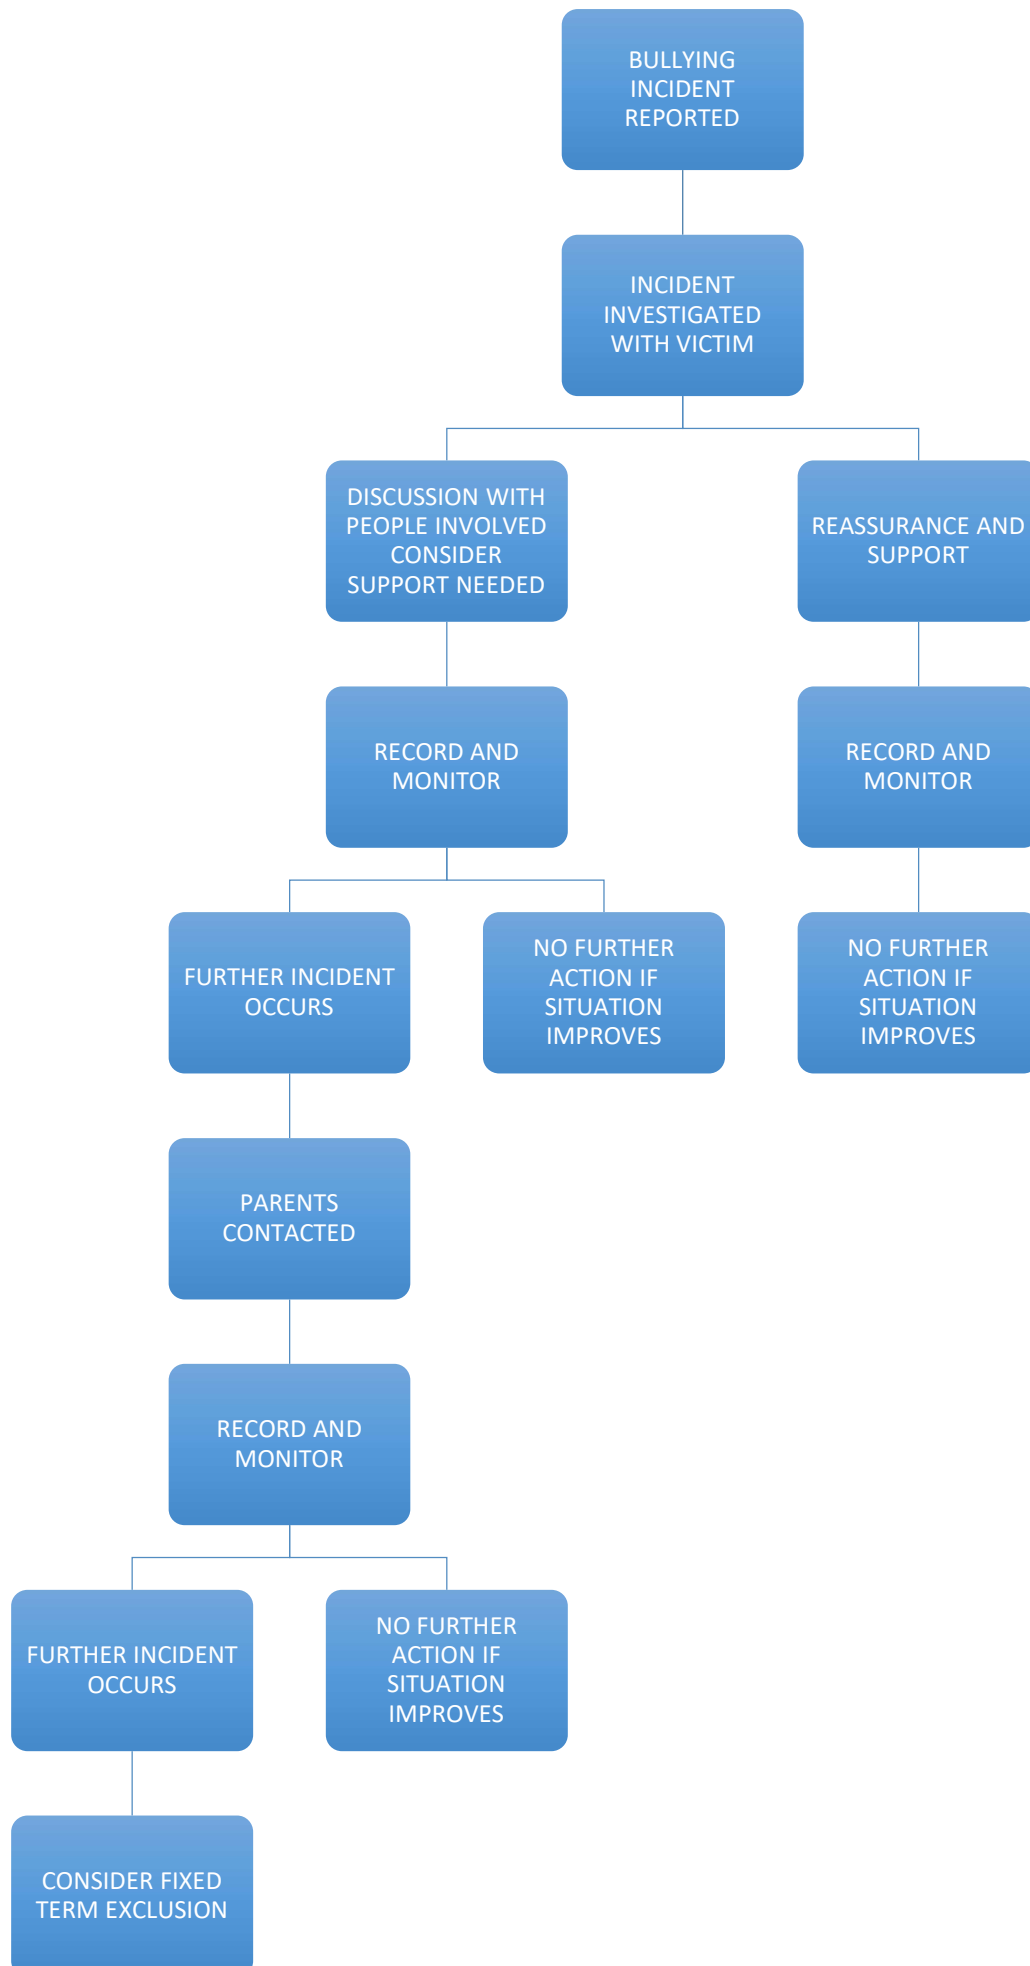 BULLYING
INCIDENT
REPORTED
INCIDENT
INVESTIGATED
WITH VICTIM
DISCUSSION WITH
PEOPLE INVOLVED
CONSIDER
SUPPORT NEEDED
REASSURANCE AND
SUPPORT
RECORD AND
MONITOR
RECORD AND
MONITOR
FURTHER INCIDENT
OCCURS
NO FURTHER
ACTION IF
SITUATION
IMPROVES
NO FURTHER
ACTION IF
SITUATION
IMPROVES
PARENTS
CONTACTED
RECORD AND
MONITOR
FURTHER INCIDENT
OCCURS
NO FURTHER
ACTION IF
SITUATION
IMPROVES
CONSIDER FIXED
TERM EXCLUSION